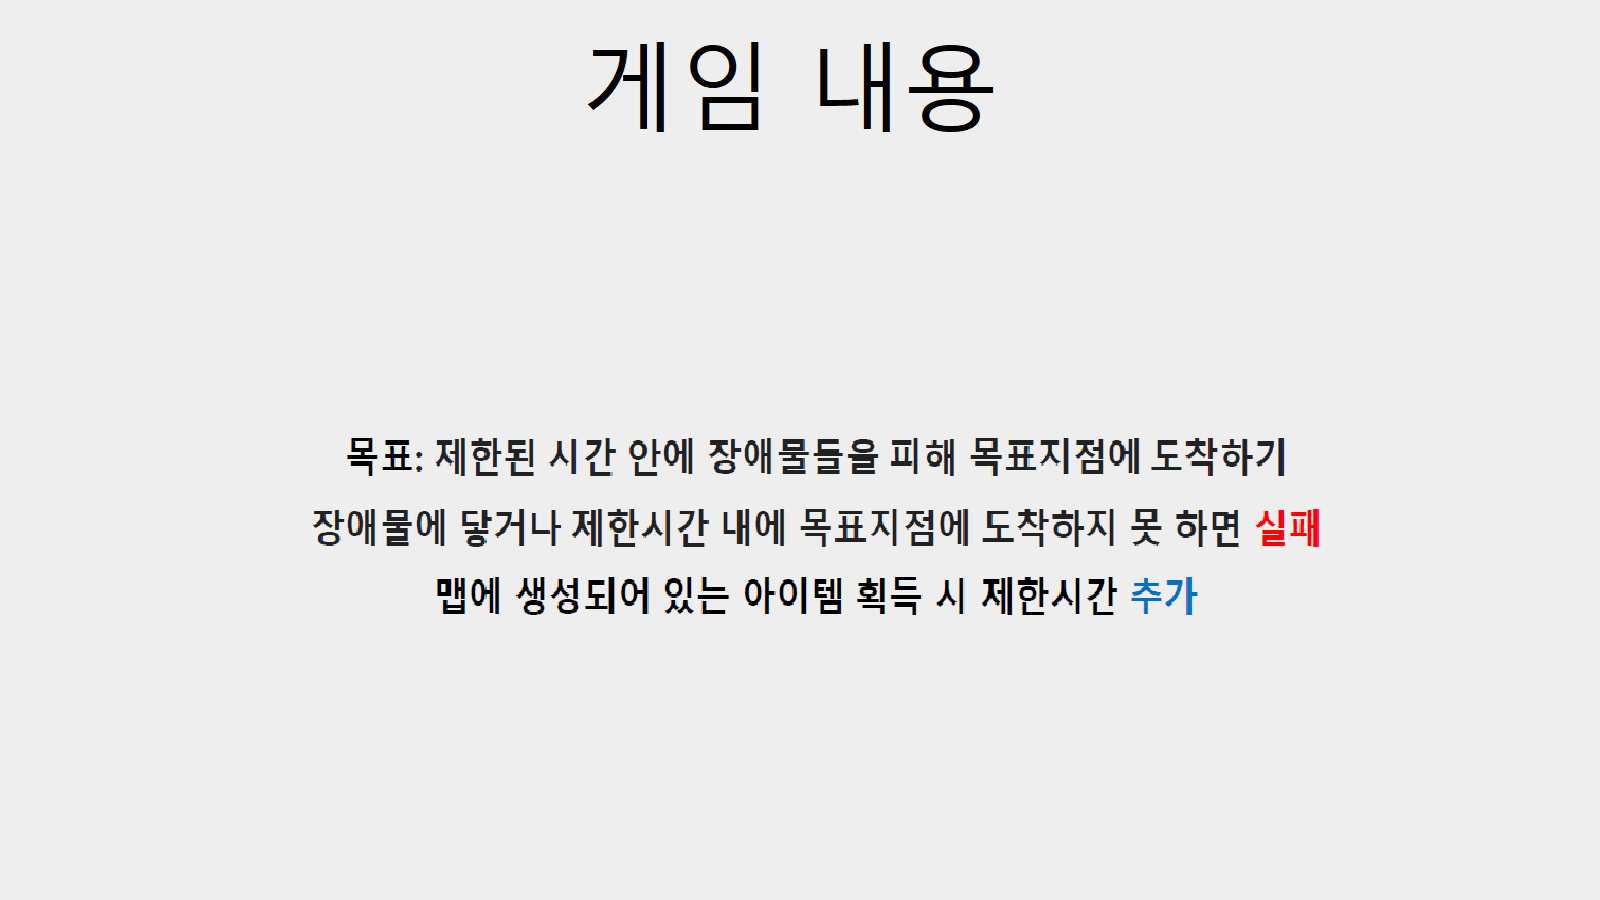 게임 내용
목표: 제한된 시간 안에 장애물들을 피해 목표지점에 도착하기
장애물에 닿거나 제한시간 내에 목표지점에 도착하지 못 하면 실패
맵에 생성되어 있는 아이템 획득 시 제한시간 추가